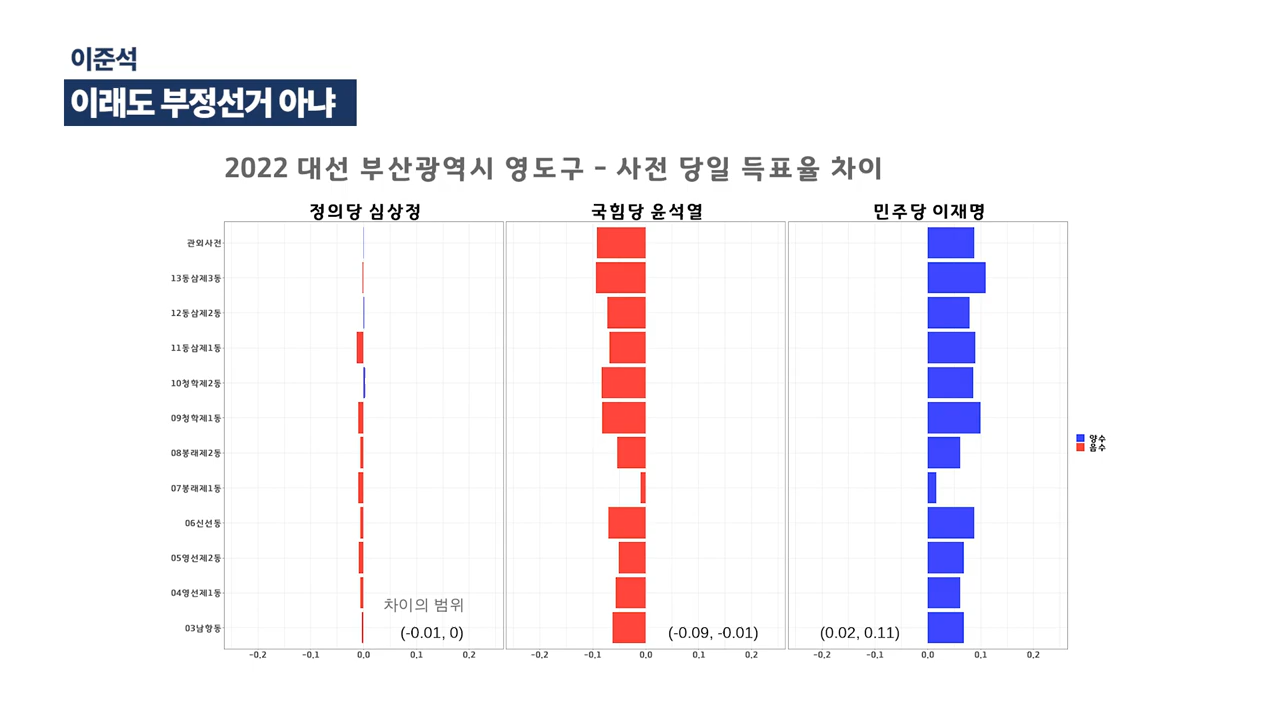 이준석
이래도 부정선거 아냐
2022 대선 부산광역시 영도구 - 사전 당일 득표율 차이
정의당 심상정 국힘당 윤석열 민주당 이재명
관외사전
13동삼제3동
12동삼제2동
11동삼제1동
10청학제2동
09청학제1동
08봉래제2동
07봉래제1동
06신선동
05영선제2동
04영선제1동
03남항동
양수
음수
차이의 범위
(-0.01, 0) (-0.09, -0.01) (0.02, 0.11)
-0.2 -0.1 0.0 0.1 0.2 -0.2 -0.1 0.0 0.1 0.2 -0.2 -0.1 0.0 0.1 0.2